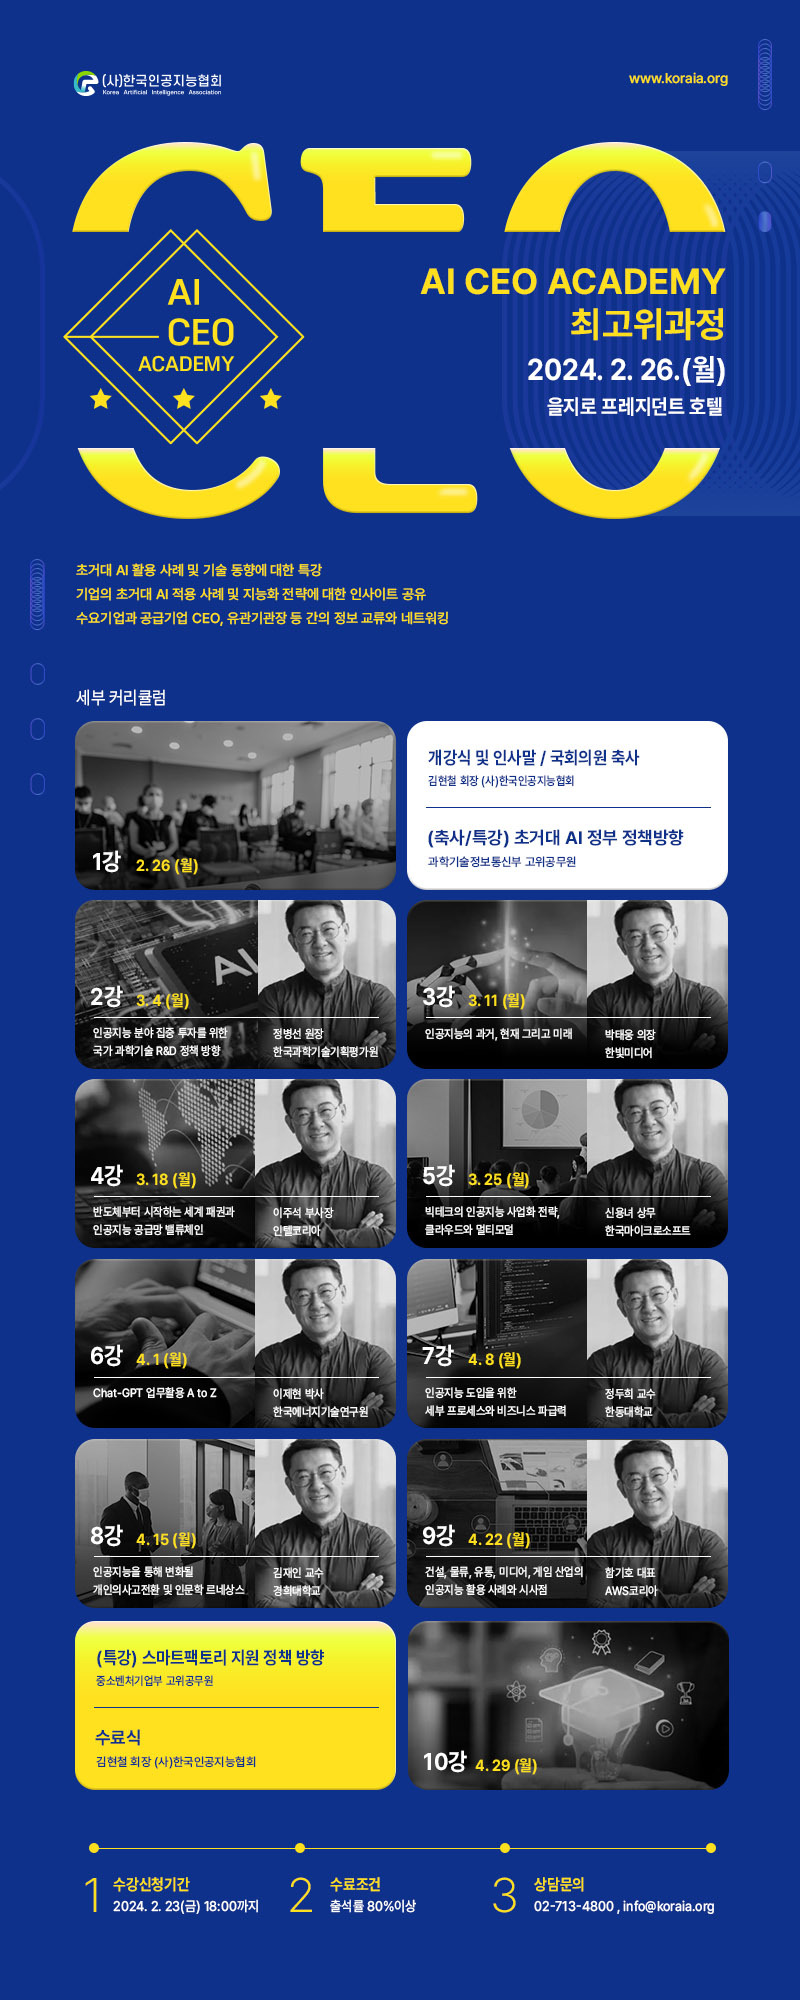 (사)한국인공지능협회
Korea Artificial Intelligence Association
www.koraia.org
CEO
AI
CEO
ACADEMY
AI CEO ACADEMY
최고위과정
2024. 2. 26.(월)
을지로 프레지던트 호텔
초거대 AI 활용 사례 및 기술 동향에 대한 특강
기업의 초거대 AI 적용 사례 및 지능화 전략에 대한 인사이트 공유
수요기업과 공급기업 CEO, 유관기관장 등 간의 정보 교류와 네트워킹
세부 커리큘럼
1강 2. 26 (월)
개강식 및 인사말 / 국회의원 축사
김현철 회장 (사)한국인공지능협회
(축사/특강) 초거대 AI 정부 정책방향
과학기술정보통신부 고위공무원
AI
2강 3. 4 (월)
인공지능 분야 집중 투자를 위한
국가 과학기술 R&D 정책 방향
정병선 원장
한국과학기술기획평가원
3강 3. 11 (월)
인공지능의 과거, 현재 그리고 미래
박태웅 의장
한빛미디어
4강 3. 18 (월)
반도체부터 시작하는 세계 패권과
인공지능 공급망 밸류체인
이주석 부사장
인텔코리아
5강 3. 25 (월)
빅테크의 인공지능 사업화 전략,
클라우드와 멀티모델
신용녀 상무
한국마이크로소프트
6강 4. 1 (월)
Chat-GPT 업무활용 A to Z
이제현 박사
한국에너지기술연구원
7강 4. 8 (월)
인공지능 도입을 위한
세부 프로세스와 비즈니스 파급력
정두희 교수
한동대학교
8강 4. 15 (월)
인공지능을 통해 변화될
개인의사고전환 및 인문학 르네상스
김재인 교수
경희대학교
9강 4. 22 (월)
건설, 물류, 유통, 미디어, 게임 산업의
인공지능 활용 사례와 시사점
함기호 대표
AWS코리아
(특강) 스마트팩토리 지원 정책 방향
중소벤처기업부 고위공무원
수료식
김현철 회장 (사)한국인공지능협회
10강 4. 29 (월)
1 수강신청기간
2024. 2. 23(금) 18:00까지
2 수료조건
출석률 80%이상
3 상담문의
02-713-4800 , info@koraia.org